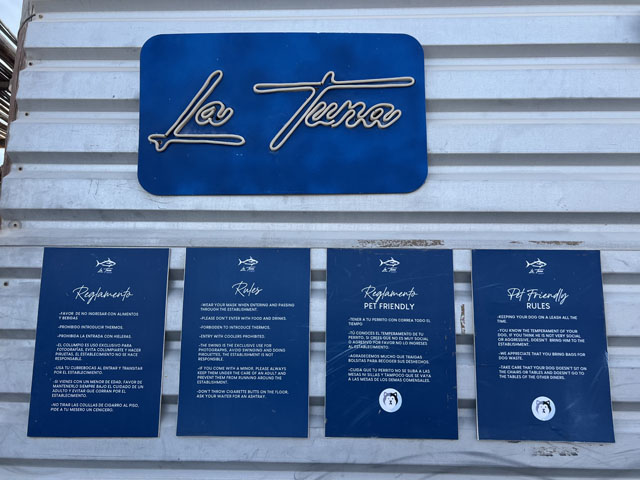 La Tuna
La Tuna
Reglamento
-FAVOR DE NO INGRESAR CON ALIMENTOS
Y BEBIDAS
-PROHIBIDO INTRODUCIR THERMOS.
-PROHIBIDA LA ENTRADA CON HIELERAS.
-EL COLUMPIO ES USO EXCLUSIVO PARA
FOTOGRAFIAS, EVITA COLUMPIARTE Y HACER
PIRUETAS, EL ESTABLECIMIENTO NO SE HACE
RESPONSABLE.
-USA TU CUBREBOCAS AL ENTRAR Y TRANSITAR
POR EL ESTABLECIMIENTO.
-SI VIENES CON UN MENOR DE EDAD, FAVOR DE
MANTENERLO SIEMPRE BAJO EL CUIDADO DE UN
ADULTO Y EVITAR QUE CORRAN POR EL
ESTABLECIMIENTO.
-NO TIRAR LAS COLILLAS DE CIGARRO AL PISO,
PIDE A TU MESERO UN CENICERO.
La Tuna
Rules
-WEAR YOUR MASK WHEN ENTERING AND PASSING
THROUGH THE ESTABLISHMENT.
-PLEASE DON'T ENTER WITH FOOD AND DRINKS.
-FORBIDDEN TO INTRODUCE THERMOS.
-ENTRY WITH COOLERS PROHIBITED.
-THE SWING IS THE EXCLUSIVE USE FOR
PHOTOGRAPHS, AVOID SWINGING AND DOING
PIROUETTES, THE ESTABLISHMENT IS NOT
RESPONSIBLE.
-IF YOU COME WITH A MINOR, PLEASE ALWAYS
KEEP THEM UNDER THE CARE OF AN ADULT AND
PREVENT THEM FROM RUNNING AROUND THE
ESTABLISHMENT.
-DON'T THROW CIGARETTE BUTTS ON THE FLOOR,
ASK YOUR WAITER FOR AN ASHTRAY.
La Tuna
Reglamento
PET FRIENDLY
-TENER A TU PERRITO CON CORREA TODO EL
TIEMPO
-TÚ CONOCES EL TEMPERAMENTO DE TU
PERRITO, SI CREES QUE NO ES MUY SOCIAL
O AGRESIVO POR FAVOR NO LO INGRESES
AL ESTABLECIMIENTO.
-AGRADECEMOS MUCHO QUE TRAIGAS
BOLSITAS PARA RECOGER SUS DESHECHOS.
-CUIDA QUE TU PERRITO NO SE SUBA A LAS
MESAS NI SILLAS Y TAMPOCO QUE SE VAYA
A LAS MESAS DE LOS DEMAS COMENSALES.
La Tuna
Pet Friendly
RULES
-KEEPING YOUR DOG ON A LEASH ALL THE
TIME.
-YOU KNOW THE TEMPERAMENT OF YOUR
DOG, IF YOU THINK HE IS NOT VERY SOCIAL
OR AGGRESSIVE, DOESN'T BRING HIM TO THE
ESTABLISHMENT.
-WE APPRECIATE THAT YOU BRING BAGS FOR
DOG WASTE.
-TAKE CARE THAT YOUR DOG DOESN'T SIT ON
THE CHAIRS OR TABLES AND DOESN'T GO TO
THE TABLES OF THE OTHER DINERS.